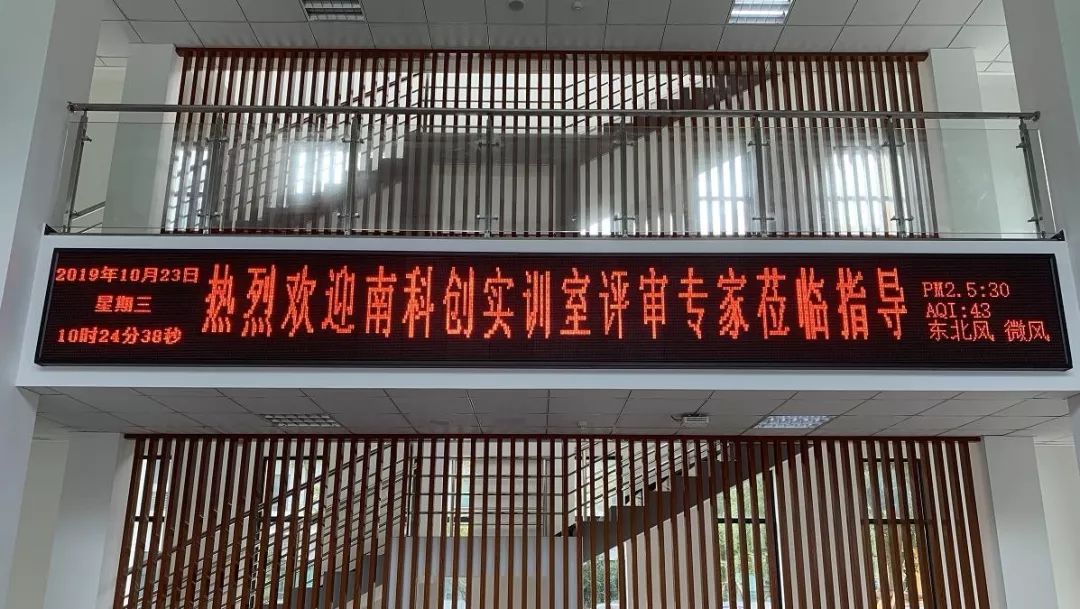 2019年10月23日
星期三
10时24分38秒
热烈欢迎南科创实训室评审专家莅临指导
PM2.5:30
AQI:43
东北风 微风